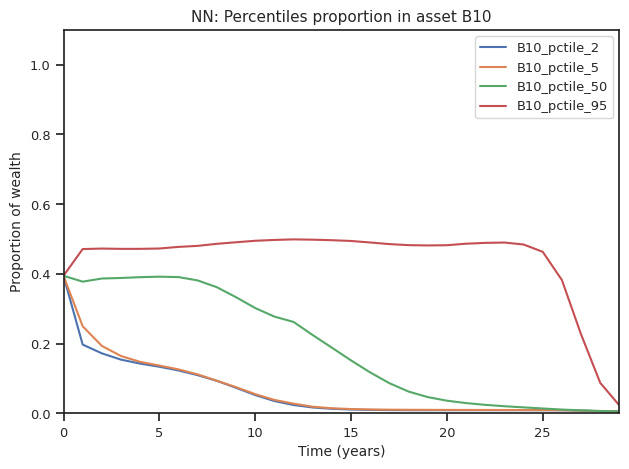 NN: Percentiles proportion in asset B10
B10_pctile_2
B10_pctile_5
B10_pctile_50
B10_pctile_95
Proportion of wealth
1.0
0.8
0.6
0.4
0.2
0.0
0 5 10 15 20 25
Time (years)